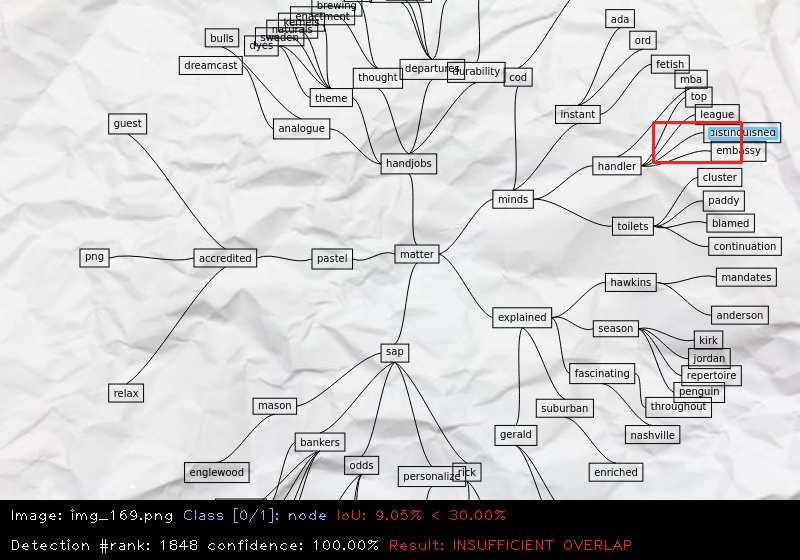 brewing
enactment
kernels
naturals
sweden
dyes
bulls
dreamcast
theme
analogue
thought
departures
durability
cod
handjobs
ada
ord
fetish
mba
instant
top
league
distinguished
embassy
handler
minds
cluster
paddy
toilets
blamed
continuation
guest
png
accredited
pastel
matter
relax
hawkins
mandates
explained
anderson
season
kirk
jordan
repertoire
penguin
throughout
fascinating
suburban
nashville
gerald
enriched
sap
mason
bankers
englewood
odds
personalize
rick
Image: img_169.png Class [0/1]: node IoU: 9.05% < 30.00%
Detection #rank: 1848 confidence: 100.00% Result: INSUFFICIENT OVERLAP